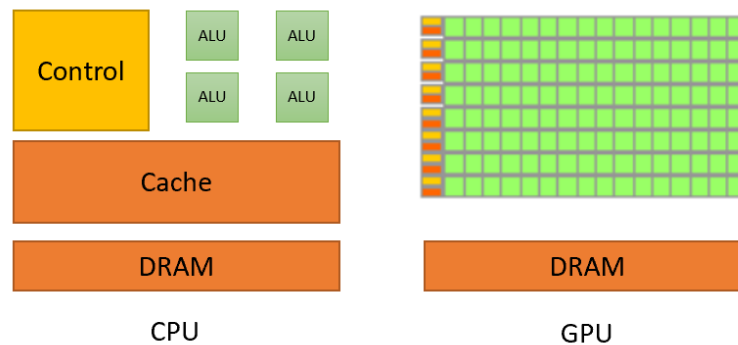 Control
ALU
ALU
ALU
ALU
Cache
DRAM
CPU
DRAM
GPU